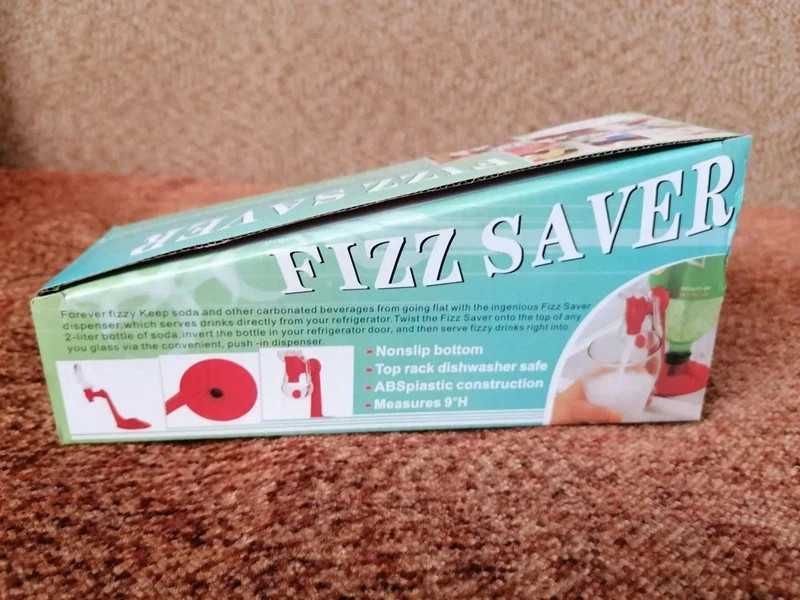 FIZZ SAVER
FIZZ SAVER
Forever fizzy Keep soda and other carbonated beverages from going flat with the ingenious Fizz Saver
dispenser,which serves drinks directly from your refrigerator.Twist the Fizz Saver onto the top of any
2-liter bottle of soda,invert the bottle in your refrigerator door, and then serve fizzy drinks right into
you glass via the convenient, push -in dispenser.
-Nonslip bottom
-Top rack dishwasher safe
-ABSpiastic construction
-Measures 9"H